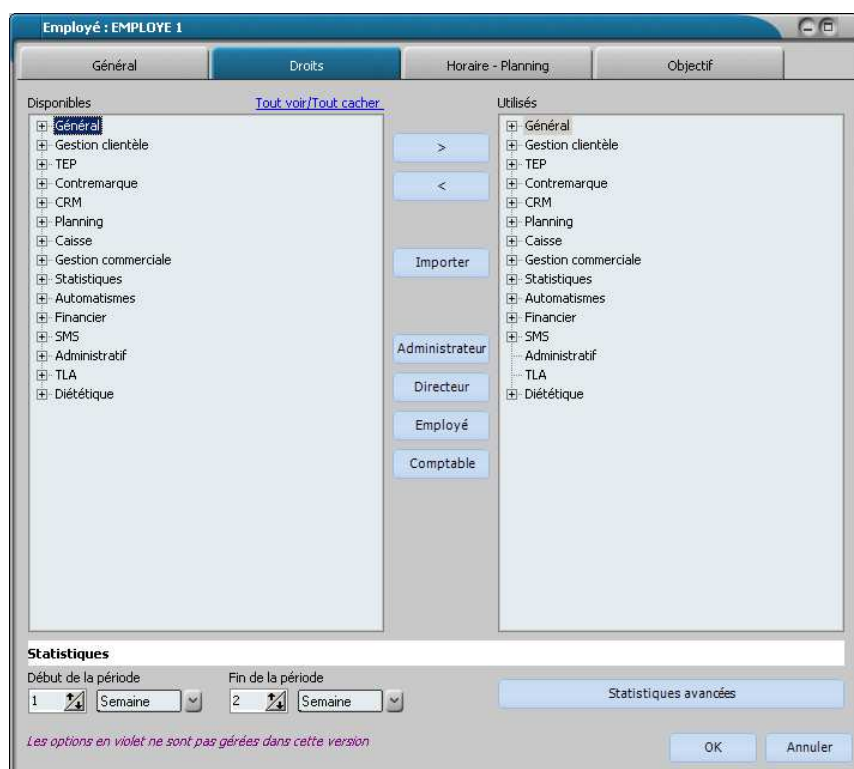 Employé : EMPLOYE 1
Général
Droits
Horaire - Planning
Objectif
Disponibles
Tout voir/Tout cacher
Utilisés
Général
Gestion clientèle
TEP
Contremarque
CRM
Planning
Caisse
Gestion commerciale
Statistiques
Automatismes
Financier
SMS
Administratif
TLA
Diététique
>
<
Importer
Administrateur
Directeur
Employé
Comptable
Général
Gestion clientèle
TEP
Contremarque
CRM
Planning
Caisse
Gestion commerciale
Statistiques
Automatismes
Financier
SMS
Administratif
TLA
Diététique
Statistiques
Début de la période
1 Semaine
Fin de la période
2 Semaine
Statistiques avancées
Les options en violet ne sont pas gérées dans cette version
OK
Annuler